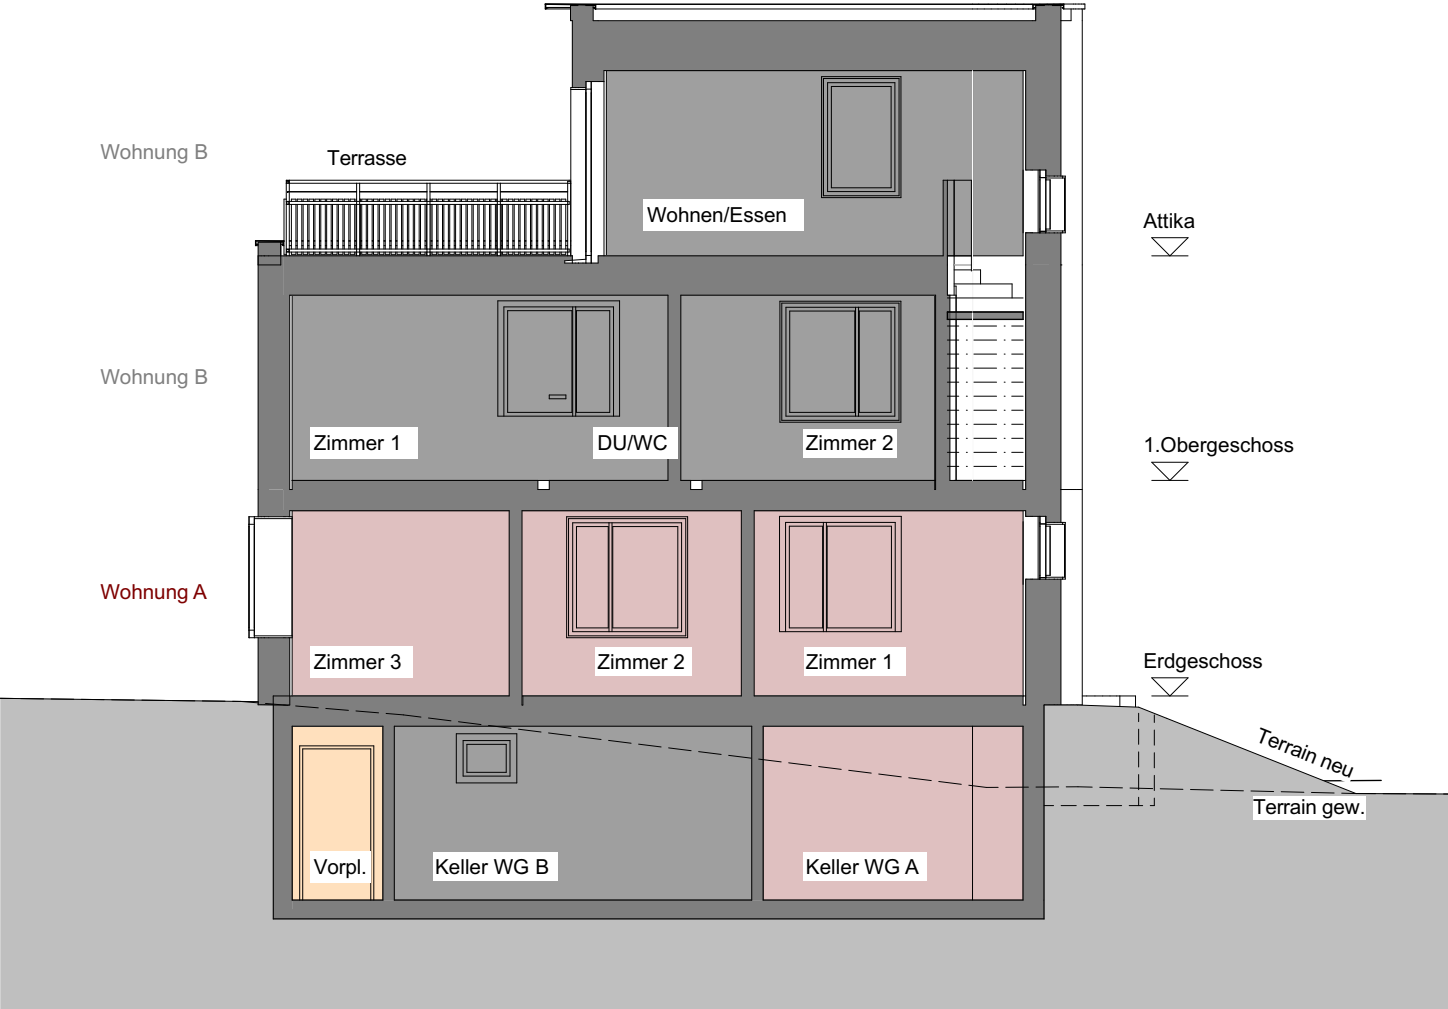 Wohnung B
Terrasse
Wohnen/Essen
Attika
Wohnung B
Zimmer 1
DU/WC
Zimmer 2
1.Obergeschoss
Wohnung A
Zimmer 3
Zimmer 2
Zimmer 1
Erdgeschoss
Terrain neu
Terrain gew.
Vorpl.
Keller WG B
Keller WG A